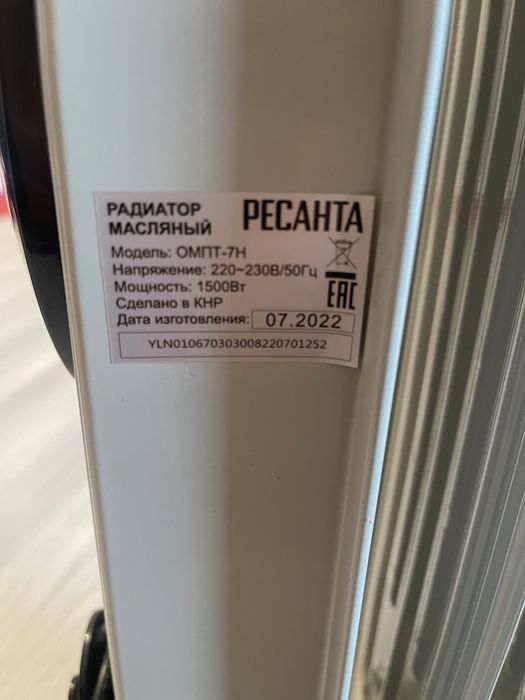 РАДИАТОР
МАСЛЯНЫЙ
РЕСАНТА
Модель: ОМПТ-7Н
Напряжение: 220~230В/50Гц
Мощность: 1500Вт
Сделано в КНР
EAC
Дата изготовления: 07.2022
YLN010670303008220701252